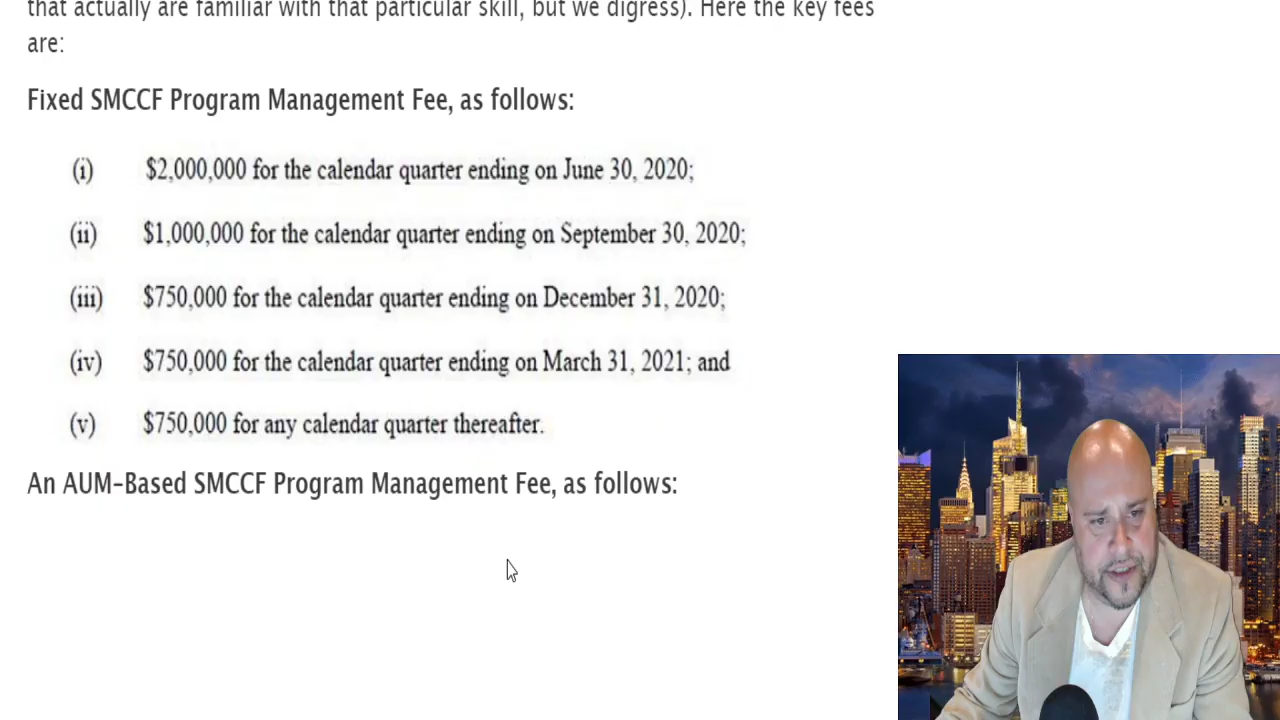 that actually are familiar with that particular skill, but we digress). Here the key fees
are:
Fixed SMCCF Program Management Fee, as follows:
(i) $2,000,000 for the calendar quarter ending on June 30, 2020;
(ii) $1,000,000 for the calendar quarter ending on September 30, 2020;
(iii) $750,000 for the calendar quarter ending on December 31, 2020;
(iv) $750,000 for the calendar quarter ending on March 31, 2021; and
(v) $750,000 for any calendar quarter thereafter.
An AUM-Based SMCCF Program Management Fee, as follows: